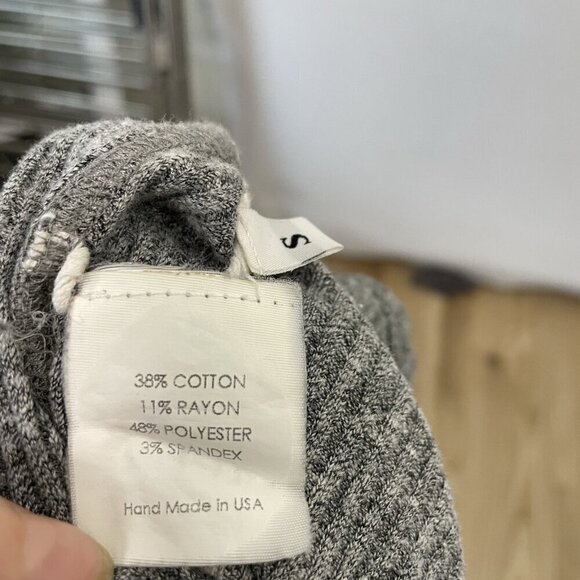 S
38% COTTON
11% RAYON
48% POLYESTER
3% SPANDEX
Hand Made in USA